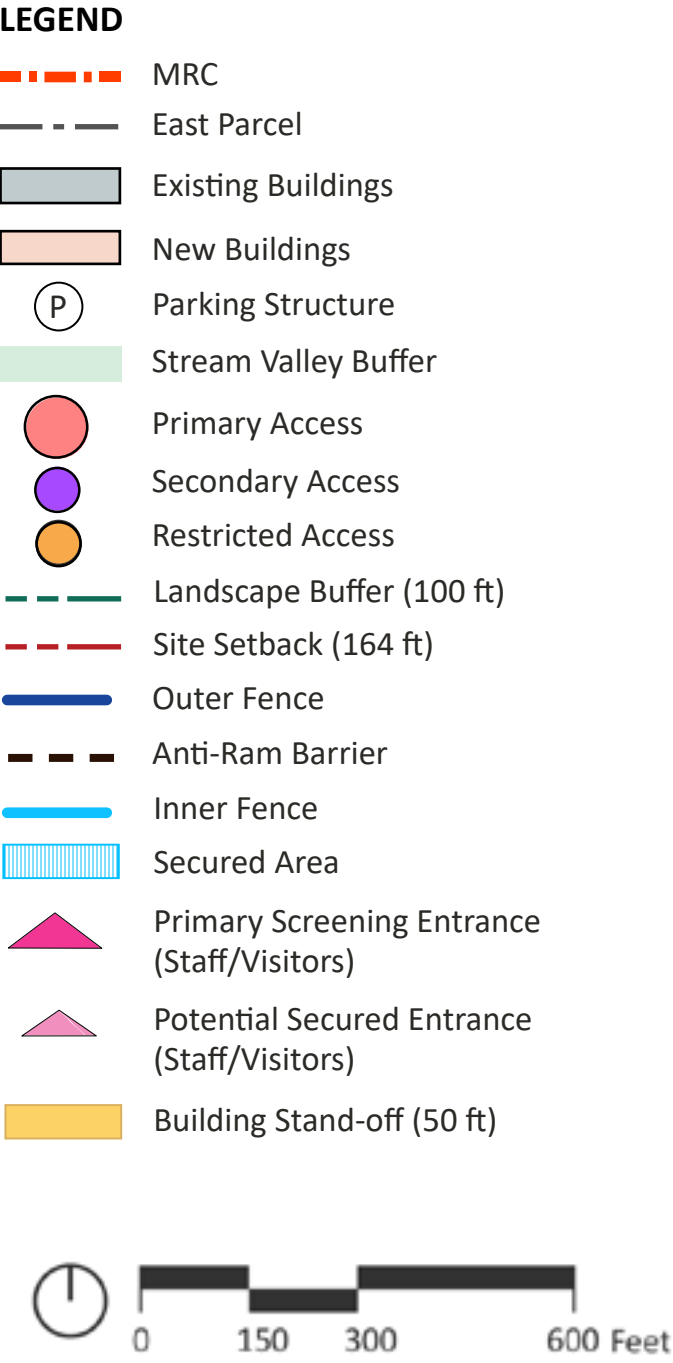 LEGEND
MRC
East Parcel
Existing Buildings
New Buildings
P Parking Structure
Stream Valley Buffer
Primary Access
Secondary Access
Restricted Access
Landscape Buffer (100 ft)
Site Setback (164 ft)
Outer Fence
Anti-Ram Barrier
Inner Fence
Secured Area
Primary Screening Entrance
(Staff/Visitors)
Potential Secured Entrance
(Staff/Visitors)
Building Stand-off (50 ft)
0 150 300 600 Feet